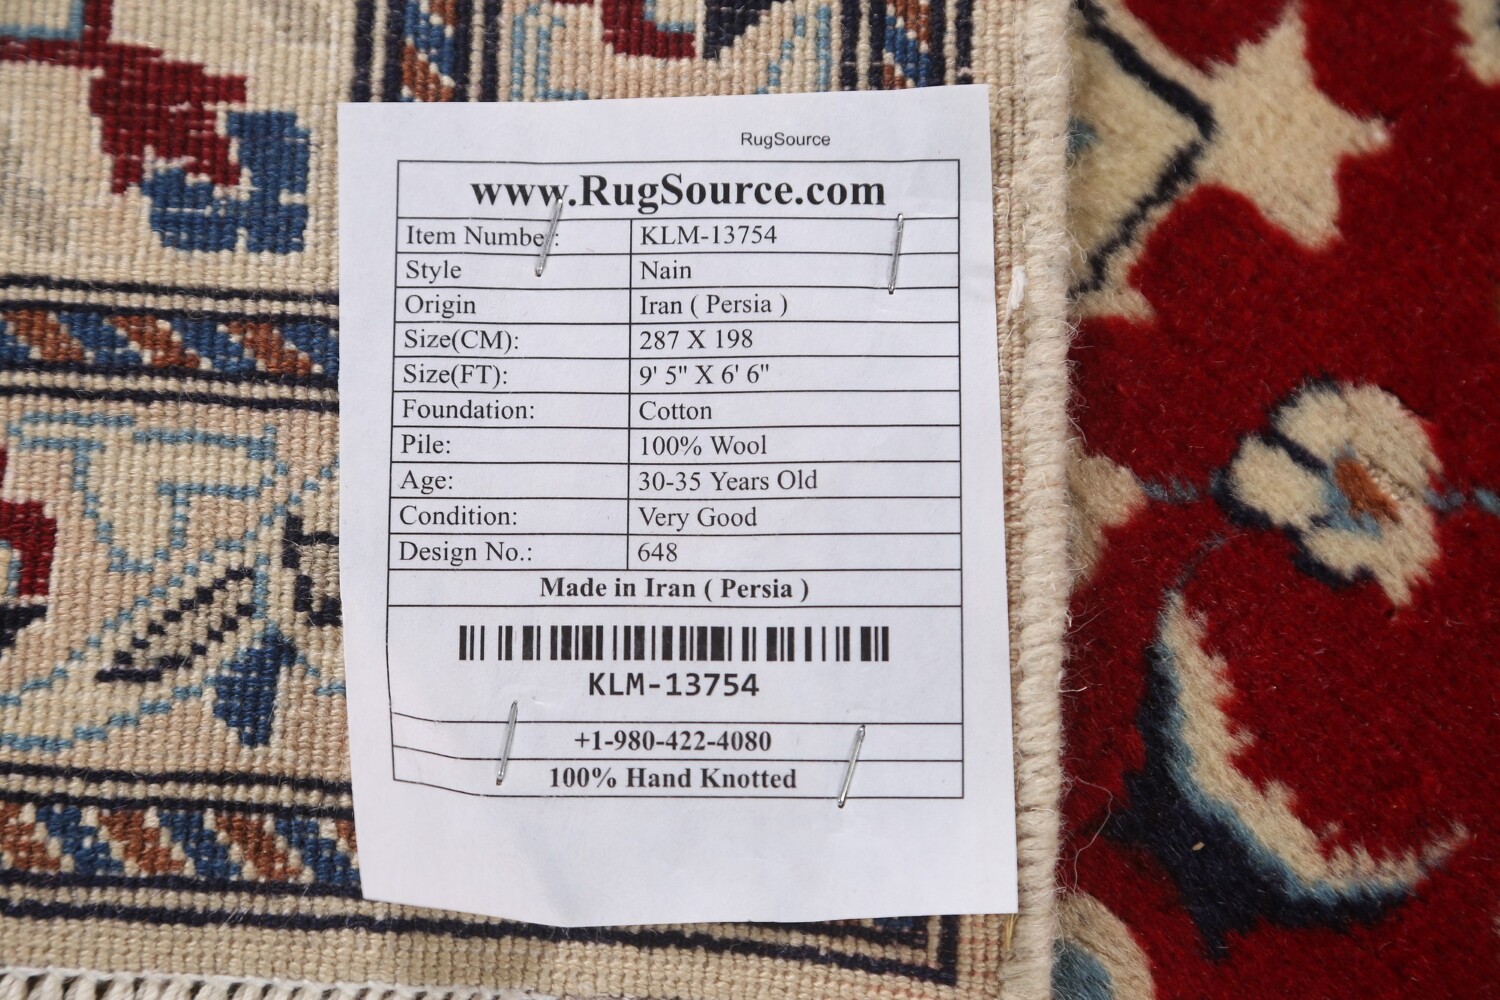 RugSource
www.RugSource.com
Item Number: KLM-13754
Style Nain
Origin Iran ( Persia )
Size(CM): 287 X 198
Size(FT): 9' 5" X 6' 6"
Foundation: Cotton
Pile: 100% Wool
Age: 30-35 Years Old
Condition: Very Good
Design No.: 648
Made in Iran ( Persia )
KLM-13754
+1-980-422-4080
100% Hand Knotted